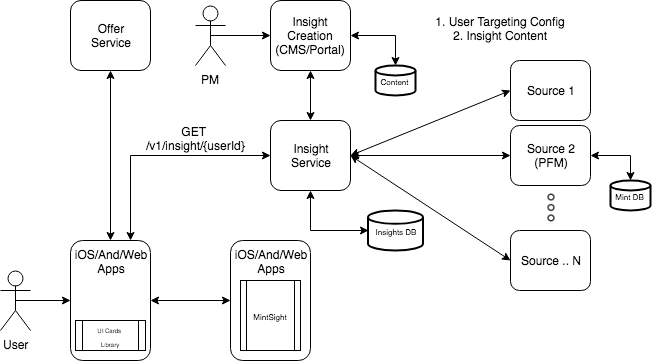 Offer
Service
PM
Insight
Creation
(CMS/Portal)
Content
1. User Targeting Config
2. Insight Content
Source 1
GET
/v1/insight/{userId}
Insight
Service
Source 2
(PFM)
Mint DB
Insights DB
Source .. N
User
iOS/And/Web
Apps
UI Cards
Library
iOS/And/Web
Apps
MintSight